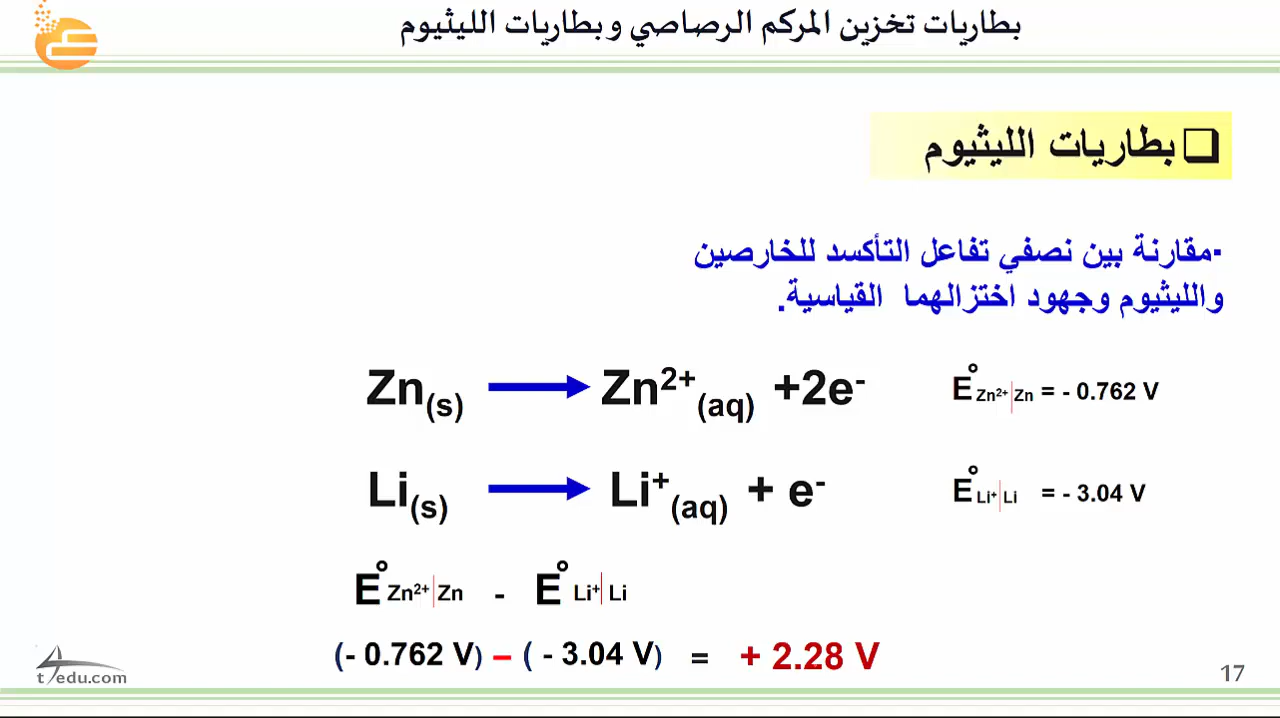 بطاريات تخزين المركم الرصاصي وبطاريات الليثيوم
❑ بطاريات الليثيوم
-مقارنة بين نصفي تفاعل التأكسد للخارصين
والليثيوم وجهود اختزالهما القياسية.
Zn(s) → Zn²⁺(aq) +2e⁻ E° Zn²⁺|Zn = - 0.762 V
Li(s) → Li⁺(aq) + e⁻ E° Li⁺|Li = - 3.04 V
E° Zn²⁺|Zn - E° Li⁺|Li
(- 0.762 V) – ( - 3.04 V) = + 2.28 V
t4edu.com
17